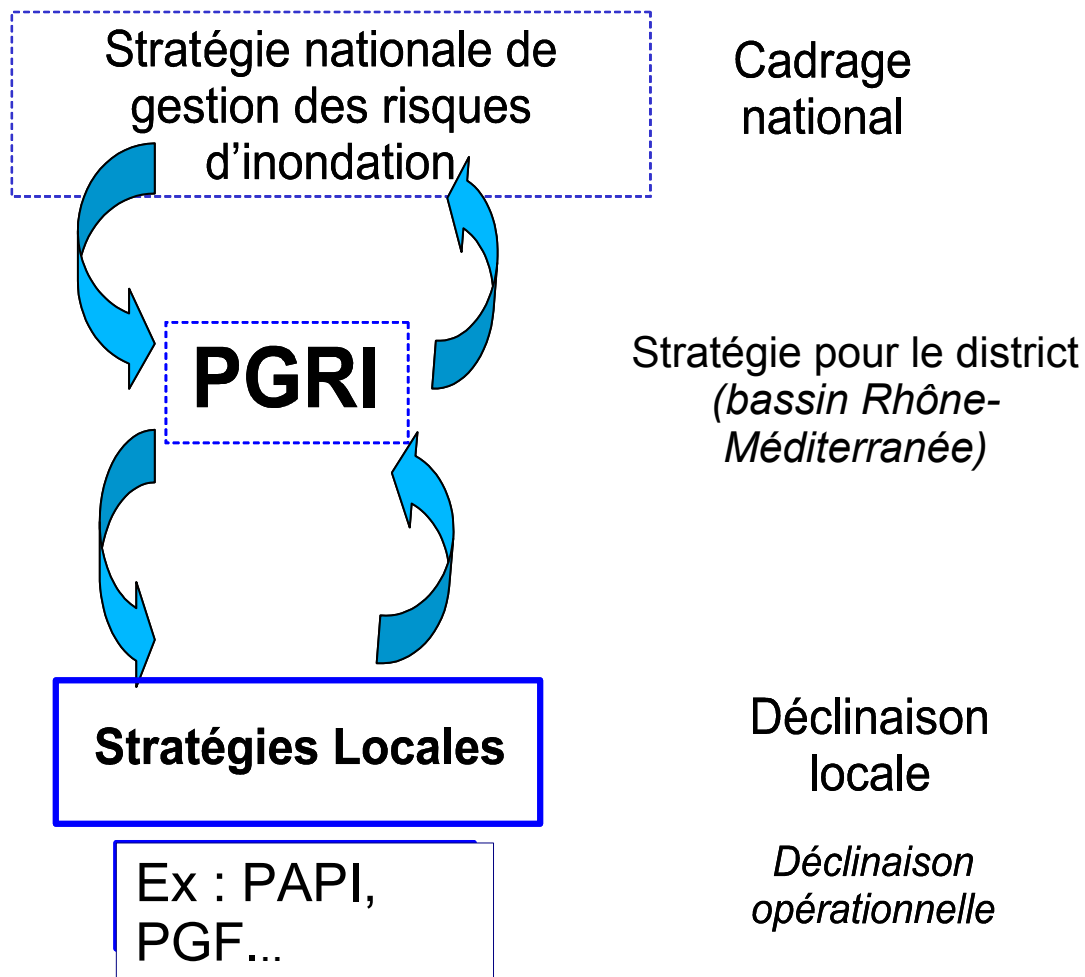 Stratégie nationale de
gestion des risques
d'inondation
Cadrage
national
PGRI
Stratégie pour le district
(bassin Rhône-
Méditerranée)
Stratégies Locales
Déclinaison
locale
Ex : PAPI,
PGF...
Déclinaison
opérationnelle